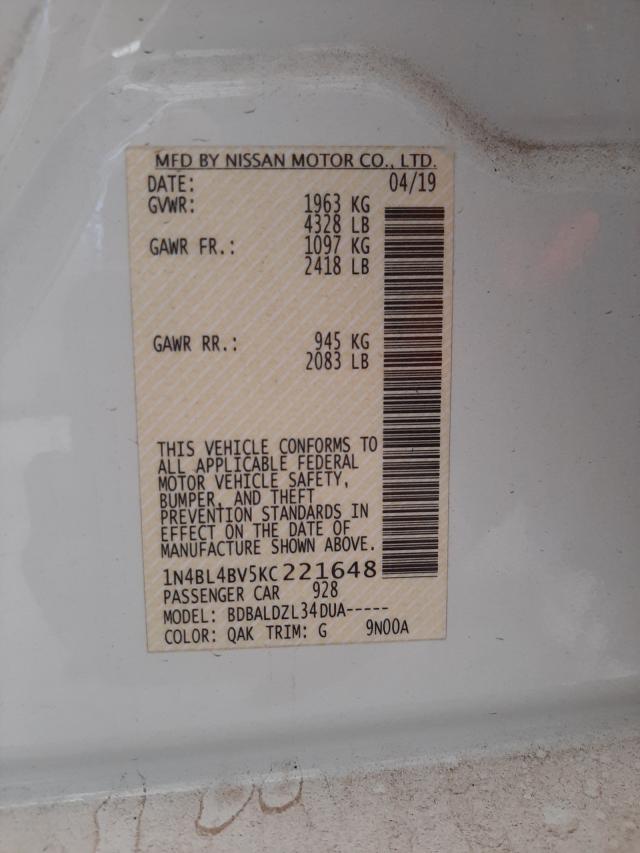 MFD BY NISSAN MOTOR CO., LTD.
DATE: 04/19
GVWR: 1963 KG
4328 LB
GAWR FR.: 1097 KG
2418 LB
GAWR RR.: 945 KG
2083 LB
THIS VEHICLE CONFORMS TO
ALL APPLICABLE FEDERAL
MOTOR VEHICLE SAFETY,
BUMPER, AND THEFT
PREVENTION STANDARDS IN
EFFECT ON THE DATE OF
MANUFACTURE SHOWN ABOVE.
1N4BL4BV5KC221648
PASSENGER CAR 928
MODEL: BDBALDZL34DUA-----
COLOR: QAK TRIM: G 9N00A